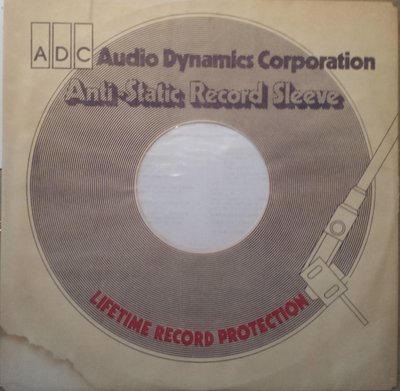 ADC Audio Dynamics Corporation
Anti-Static Record Sleeve
LIFETIME RECORD PROTECTION